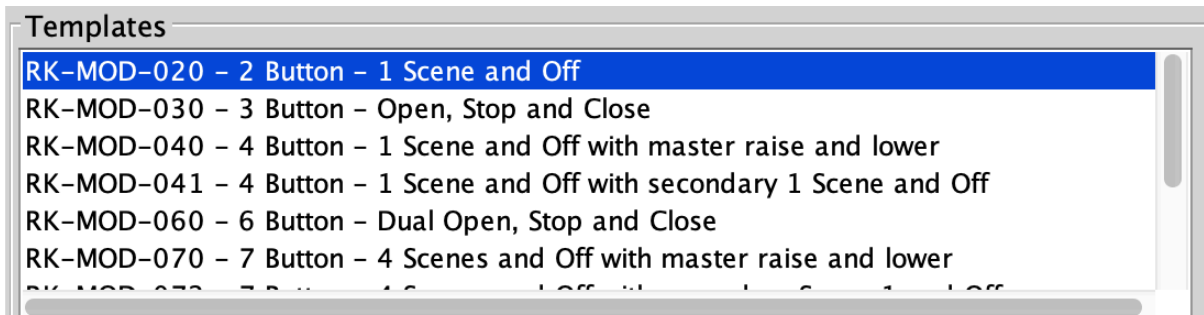 Templates
RK-MOD-020 – 2 Button – 1 Scene and Off
RK-MOD-030 – 3 Button – Open, Stop and Close
RK-MOD-040 – 4 Button – 1 Scene and Off with master raise and lower
RK-MOD-041 – 4 Button – 1 Scene and Off with secondary 1 Scene and Off
RK-MOD-060 – 6 Button – Dual Open, Stop and Close
RK-MOD-070 – 7 Button – 4 Scenes and Off with master raise and lower